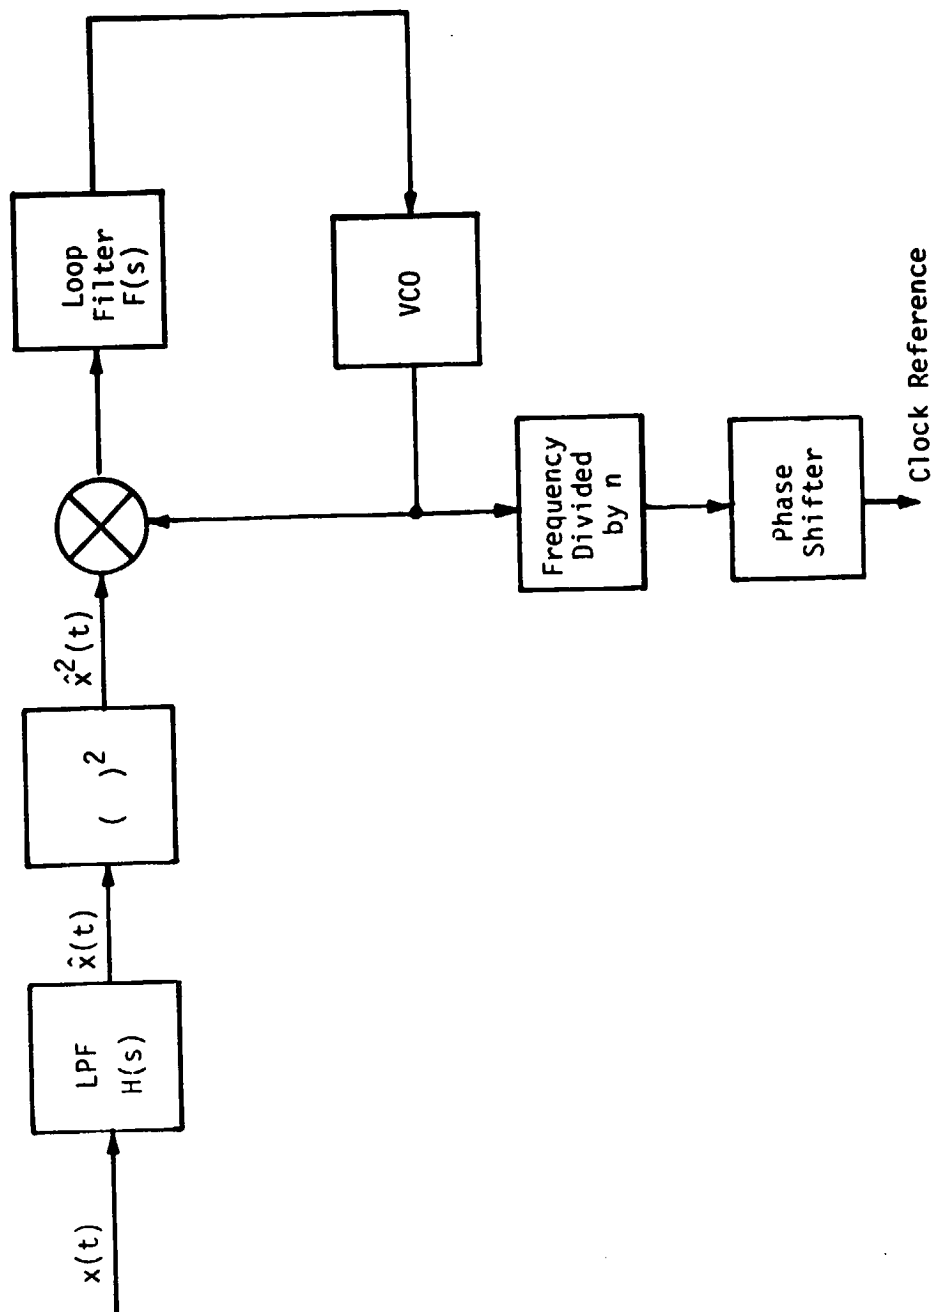 x(t)
LPF
H(s)
x̂(t)
( )²
x̂²(t)
Loop
Filter
F(s)
VCO
Frequency
Divided
by n
Phase
Shifter
Clock Reference